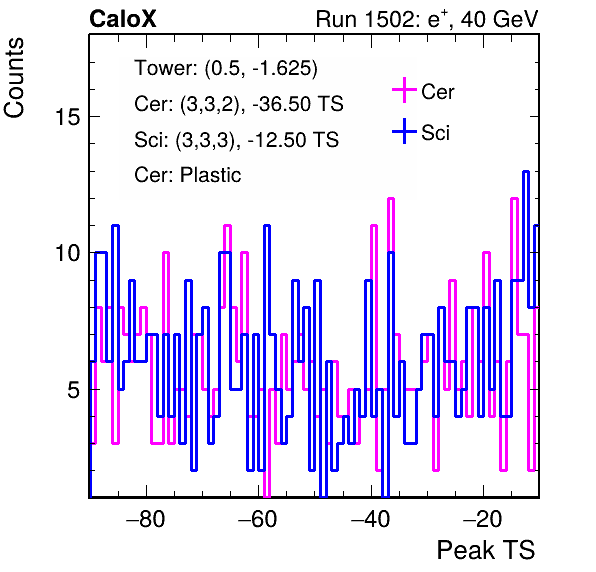 CaloX Run 1502: e+, 40 GeV
Counts
Tower: (0.5, -1.625)
Cer: (3,3,2), -36.50 TS
Sci: (3,3,3), -12.50 TS
Cer: Plastic
Cer
Sci
15
10
5
−80 −60 −40 −20
Peak TS